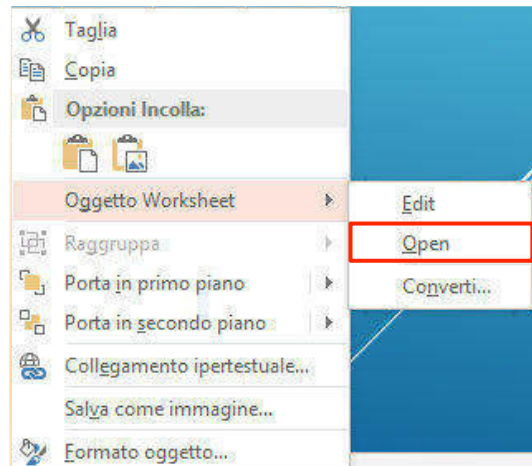 Taglia
Copia
Opzioni Incolla:
Oggetto Worksheet
Raggruppa
Porta in primo piano
Porta in secondo piano
Collegamento ipertestuale...
Salva come immagine...
Formato oggetto...
Edit
Open
Converti...